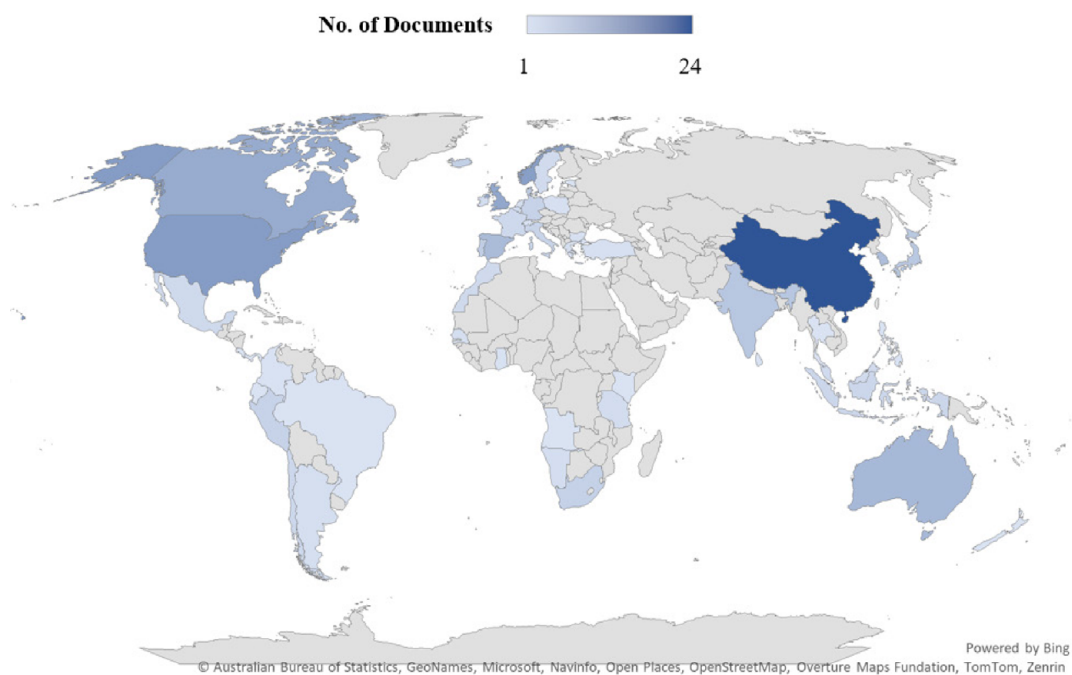 No. of Documents
1 24
Powered by Bing
© Australian Bureau of Statistics, GeoNames, Microsoft, Navinfo, Open Places, OpenStreetMap, Overture Maps Fundation, TomTom, Zenrin